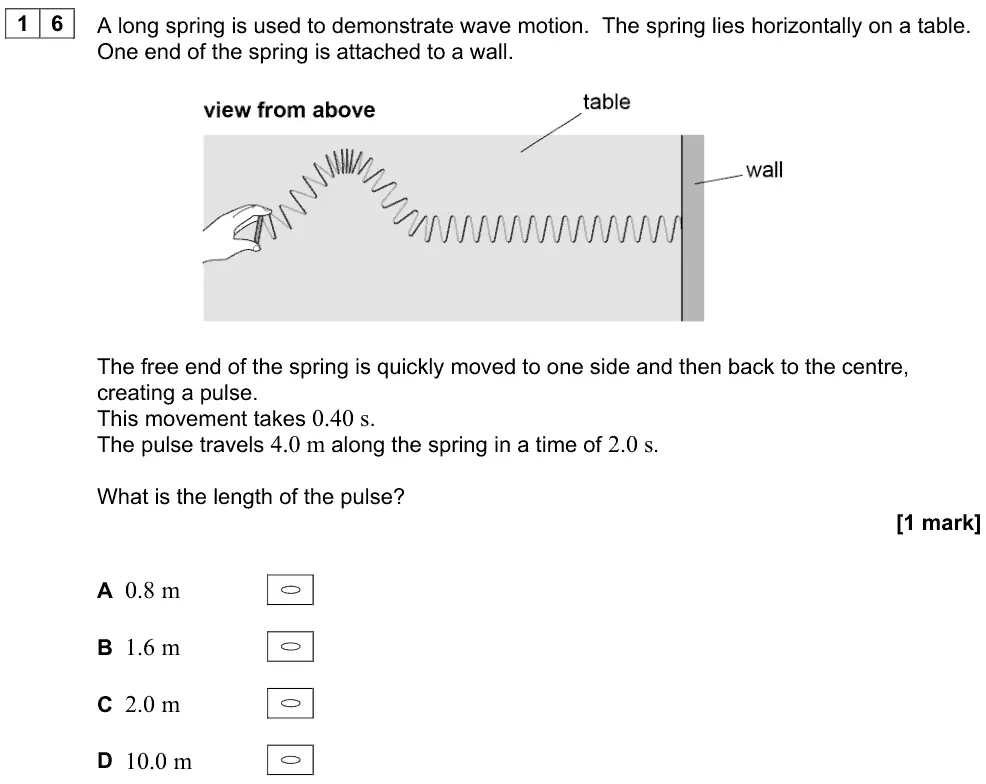 1 6 A long spring is used to demonstrate wave motion. The spring lies horizontally on a table.
One end of the spring is attached to a wall.
view from above
table
wall
The free end of the spring is quickly moved to one side and then back to the centre,
creating a pulse.
This movement takes 0.40 s.
The pulse travels 4.0 m along the spring in a time of 2.0 s.
What is the length of the pulse?
[1 mark]
A 0.8 m
B 1.6 m
C 2.0 m
D 10.0 m